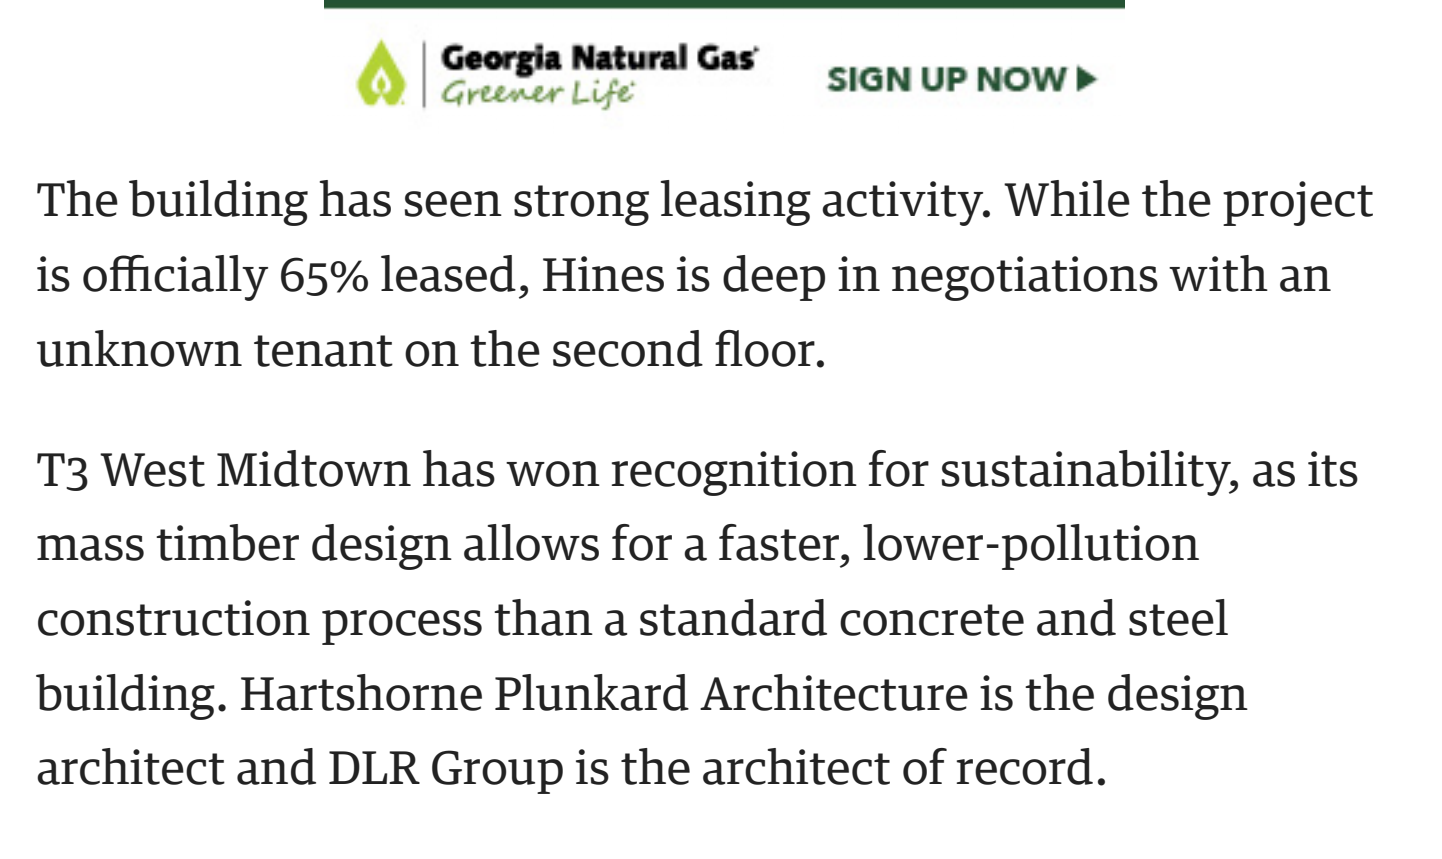 Georgia Natural Gas
Greener Life
SIGN UP NOW
The building has seen strong leasing activity. While the project
is officially 65% leased, Hines is deep in negotiations with an
unknown tenant on the second floor.
T3 West Midtown has won recognition for sustainability, as its
mass timber design allows for a faster, lower-pollution
construction process than a standard concrete and steel
building. Hartshorne Plunkard Architecture is the design
architect and DLR Group is the architect of record.